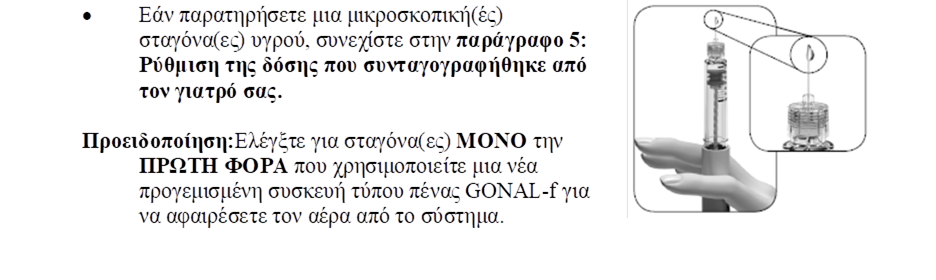 • Εάν παρατηρήσετε μια μικροσκοπική(ές)
σταγόνα(ες) υγρού, συνεχίστε στην παράγραφο 5:
Ρύθμιση της δόσης που συνταγογραφήθηκε από
τον γιατρό σας.
Προειδοποίηση:Ελέγξτε για σταγόνα(ες) ΜΟΝΟ την
ΠΡΩΤΗ ΦΟΡΑ που χρησιμοποιείτε μια νέα
προγεμισμένη συσκευή τύπου πένας GONAL-f για
να αφαιρέσετε τον αέρα από το σύστημα.